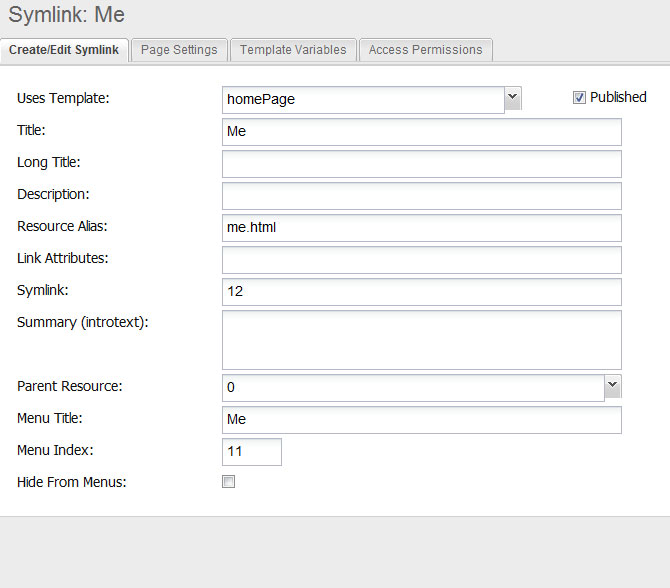 Symlink: Me
Create/Edit Symlink Page Settings Template Variables Access Permissions
Uses Template: homePage Published
Title: Me
Long Title:
Description:
Resource Alias: me.html
Link Attributes:
Symlink: 12
Summary (introtext):
Parent Resource: 0
Menu Title: Me
Menu Index: 11
Hide From Menus: